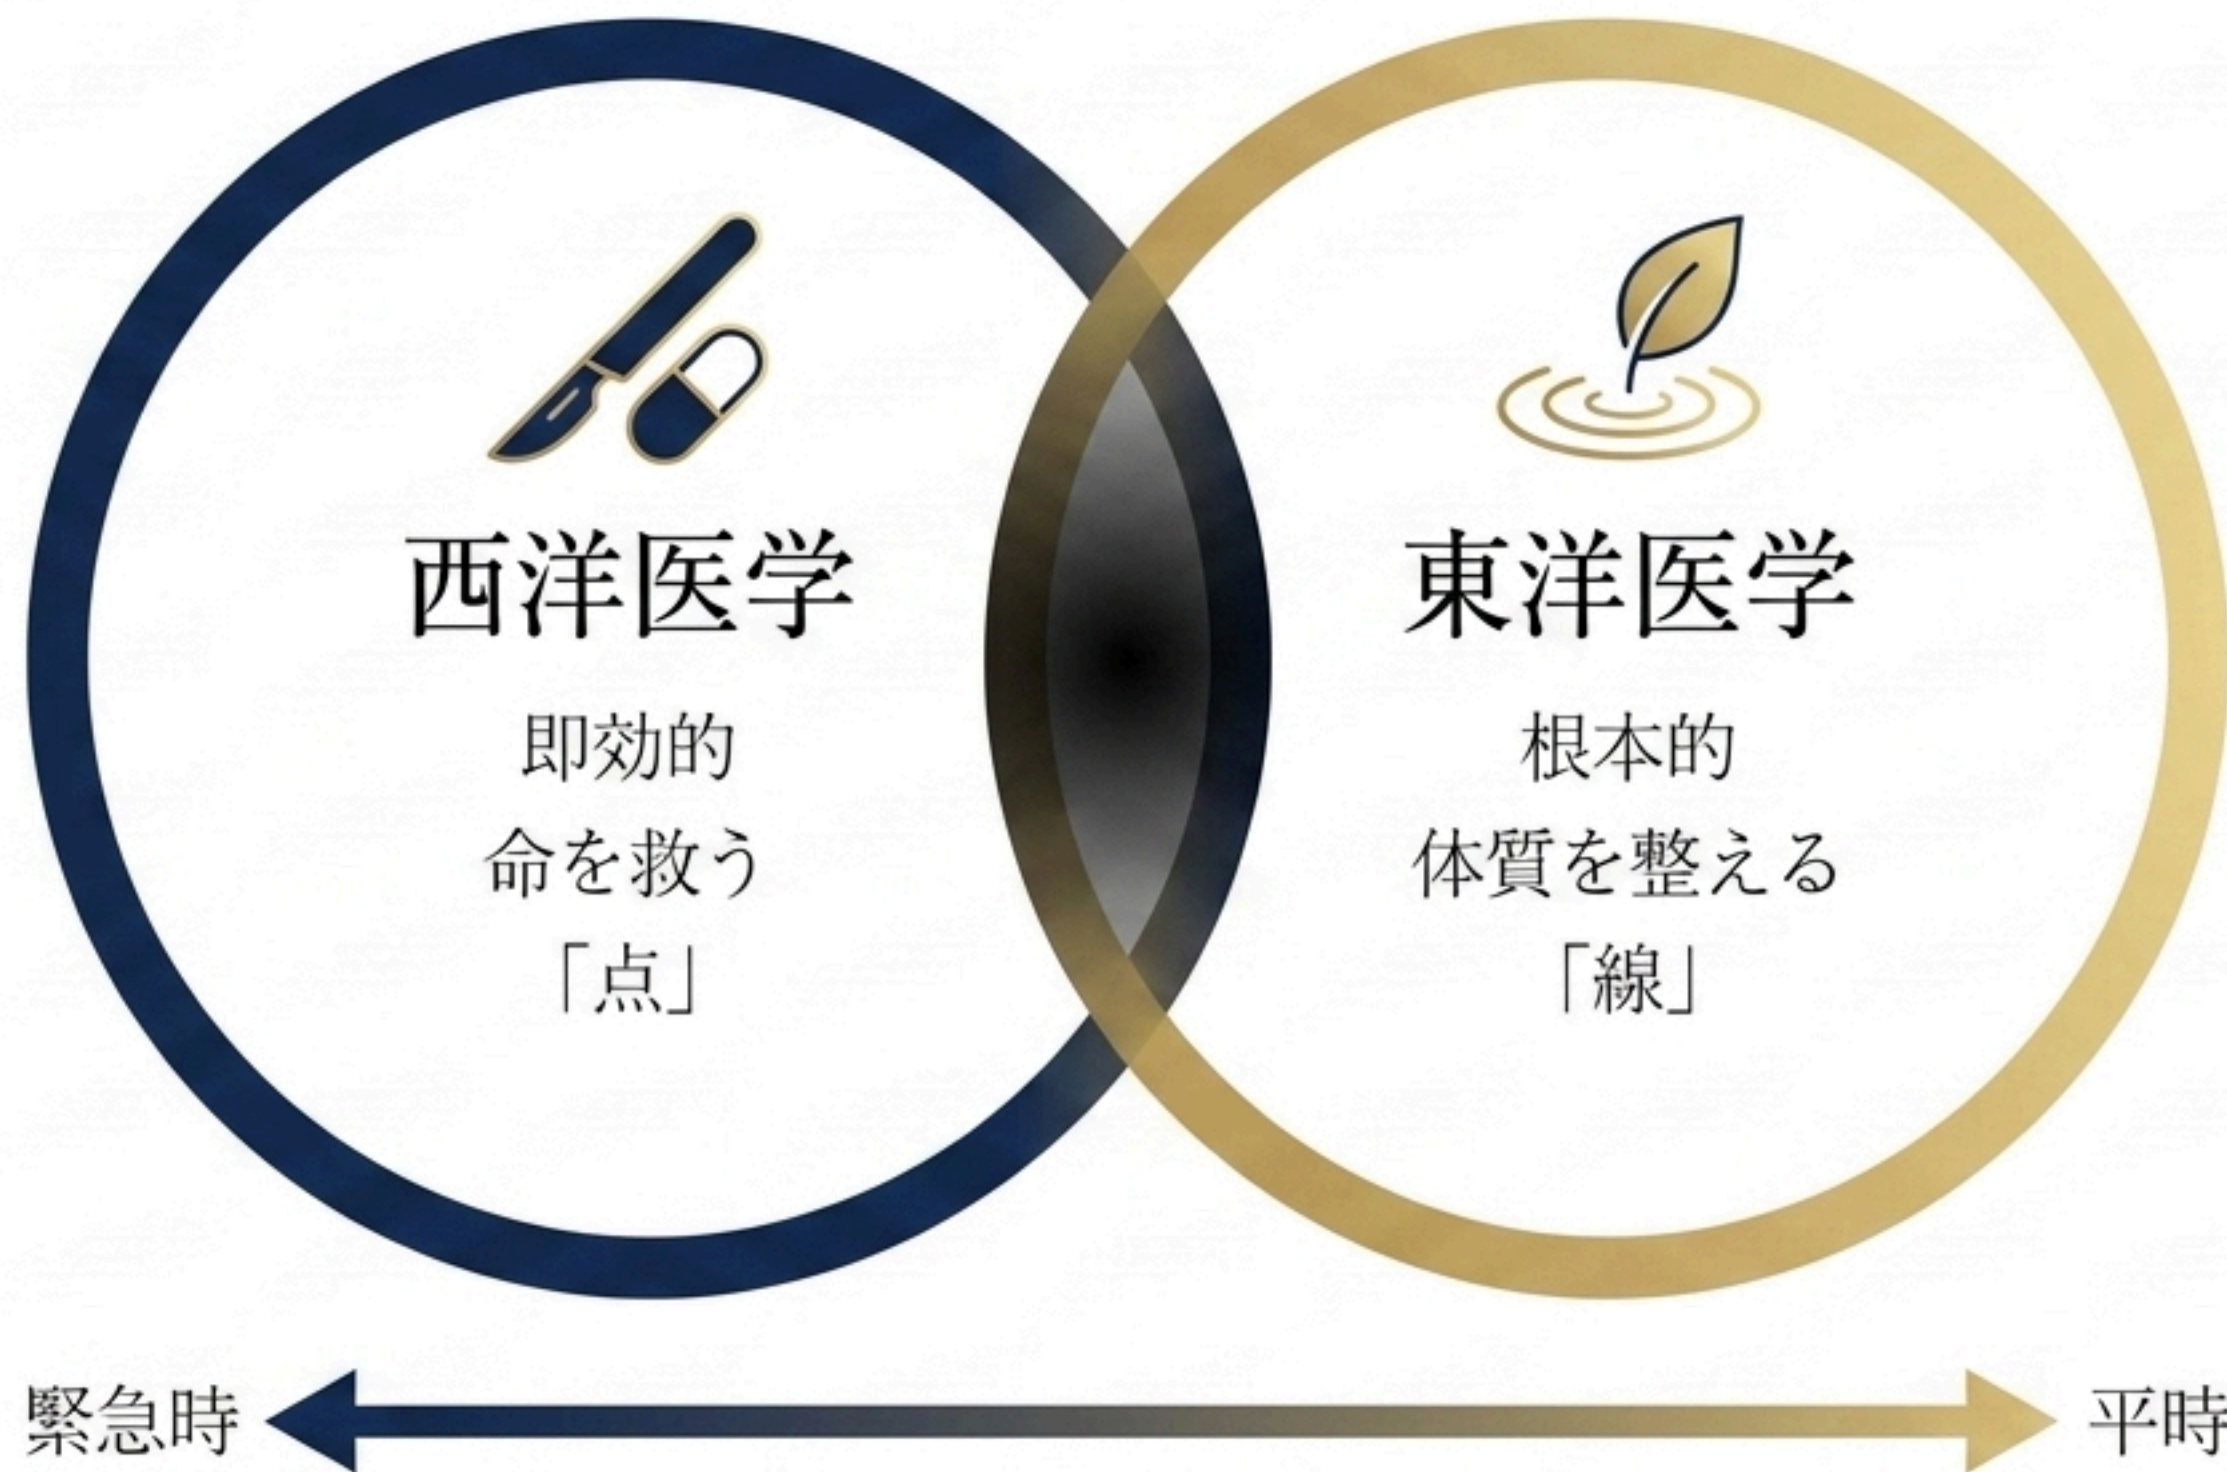 西洋医学
即効的
命を救う
「点」
東洋医学
根本的
体質を整える
「線」
緊急時
平時